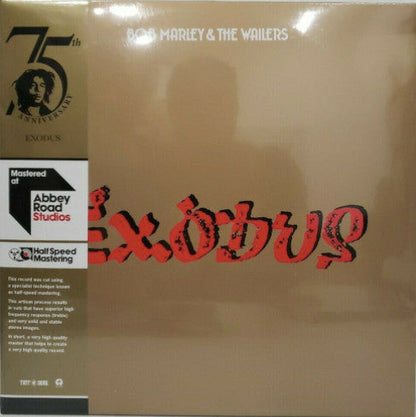 BOB MARLEY & THE WAILERS
75th
ANNIVERSARY
EXODUS
Mastered
at
Abbey
Road
Studios
Half Speed
Mastering
EXODUS
This record was cut using
a specialist technique known
as half-speed mastering.
This artisan process results
in cuts that have superior high
frequency response (treble)
and very solid and stable
stereo images.
In short, a very high quality
master that helps to create
a very high quality record.